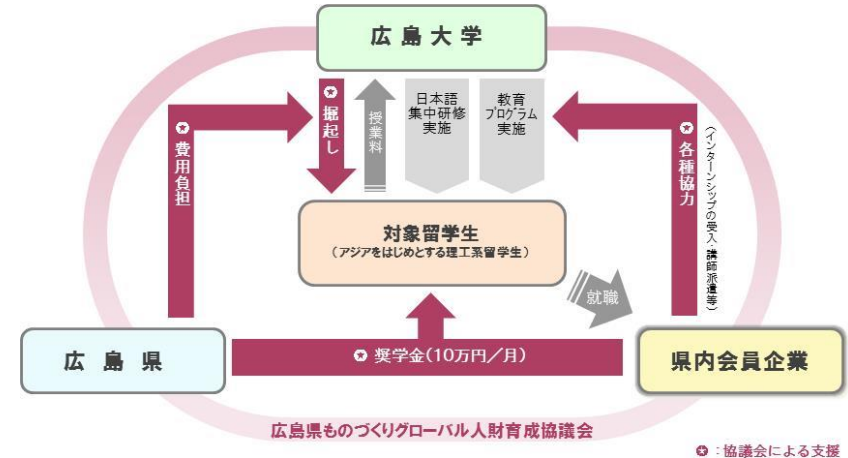 広島大学
✪ 掘起し
授業料
日本語
集中研修
実施
教育
プログラム
実施
✪ 費用負担
✪ 各種協力
(インターンシップの受入・講師派遣等)
対象留学生
(アジアをはじめとする理工系留学生)
就職
広島県
✪ 奨学金(10万円/月)
県内会員企業
広島県ものづくりグローバル人財育成協議会
✪ :協議会による支援